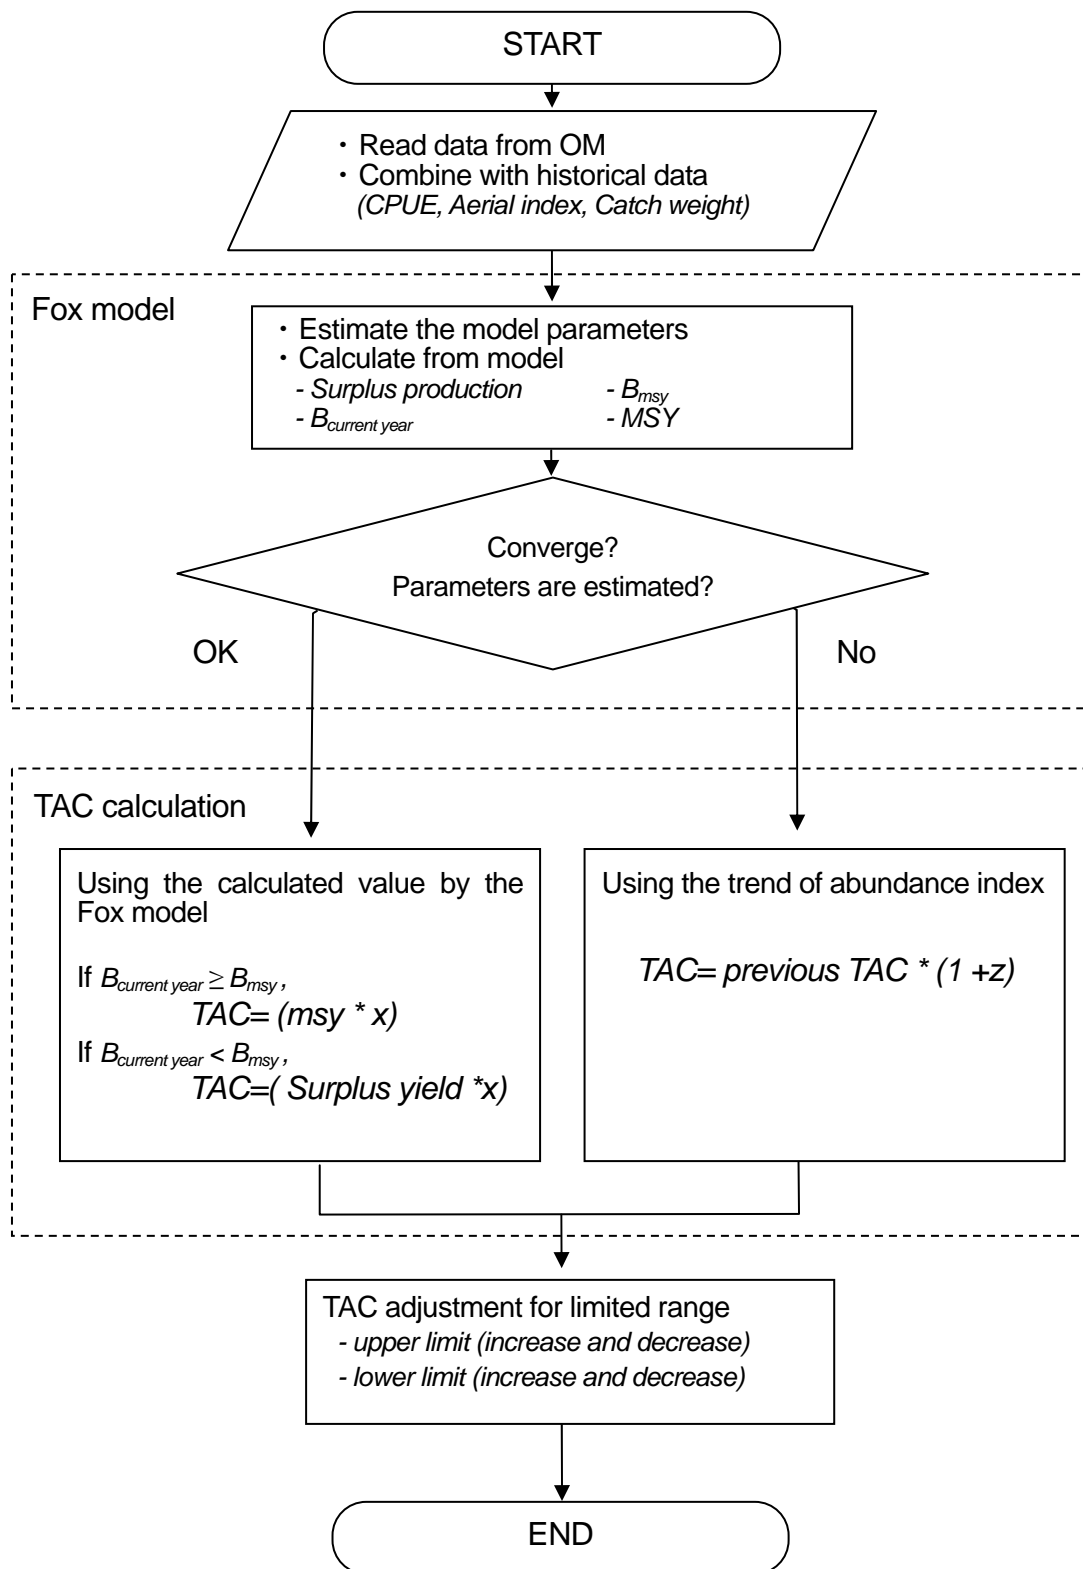 START
・Read data from OM
・Combine with historical data
(CPUE, Aerial index, Catch weight)
Fox model
・Estimate the model parameters
・Calculate from model
- Surplus production - Bmsy
- Bcurrent year - MSY
Converge?
Parameters are estimated?
OK
No
TAC calculation
Using the calculated value by the
Fox model
If Bcurrent year ≥ Bmsy,
TAC= (msy * x)
If Bcurrent year < Bmsy,
TAC=( Surplus yield *x)
Using the trend of abundance index
TAC= previous TAC * (1 +z)
TAC adjustment for limited range
- upper limit (increase and decrease)
- lower limit (increase and decrease)
END